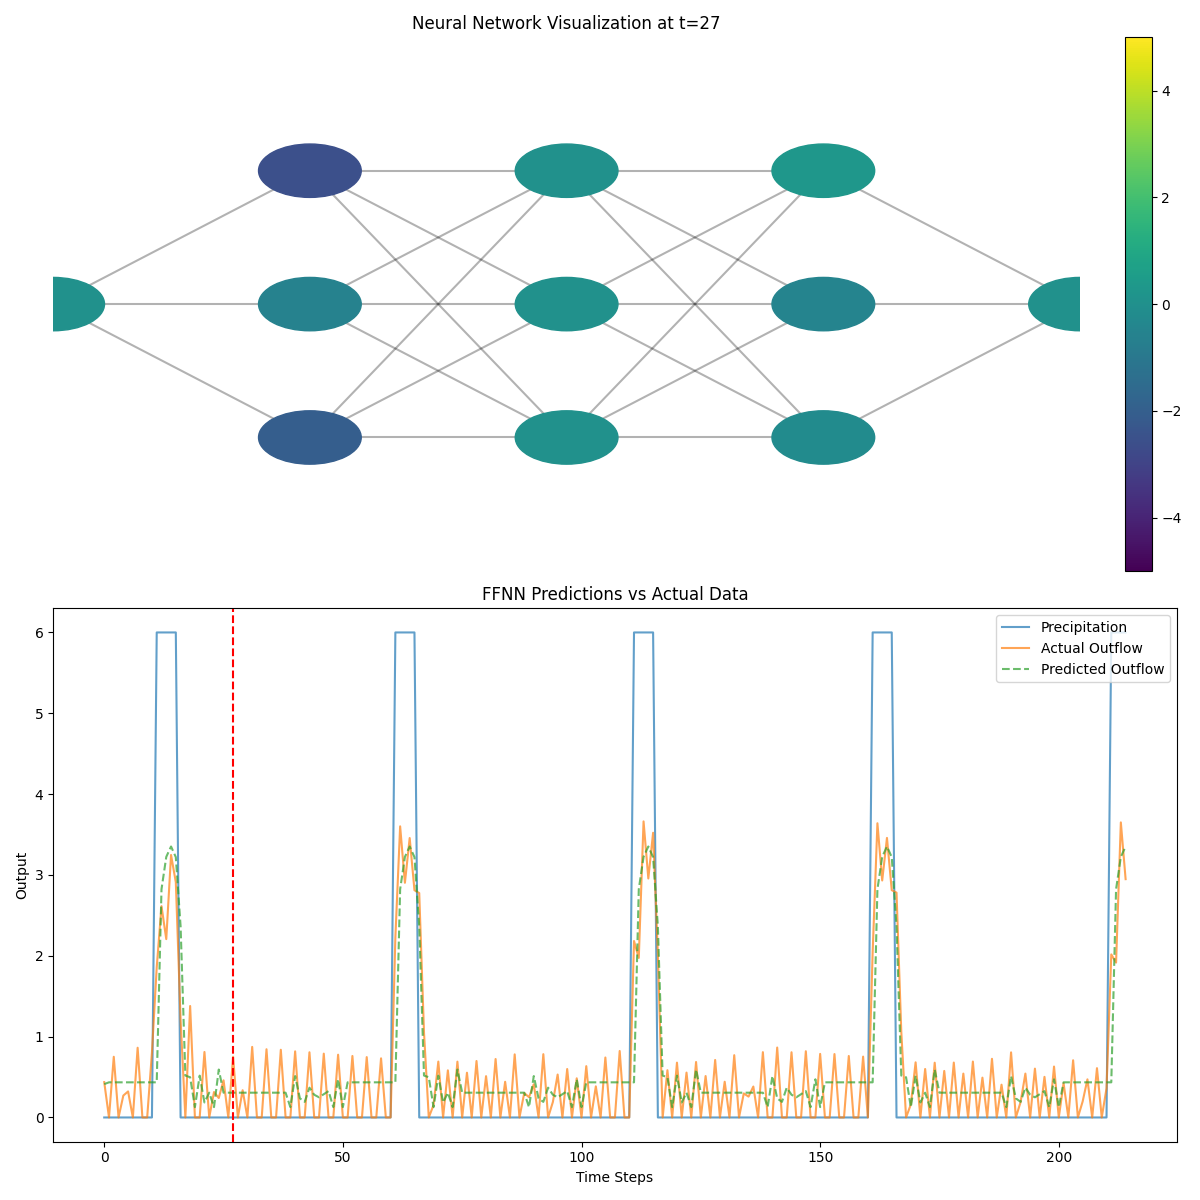 Neural Network Visualization at t=27
4
2
0
−2
−4
FFNN Predictions vs Actual Data
Precipitation
Actual Outflow
Predicted Outflow
6
5
4
3
2
1
0
Output
0 50 100 150 200
Time Steps